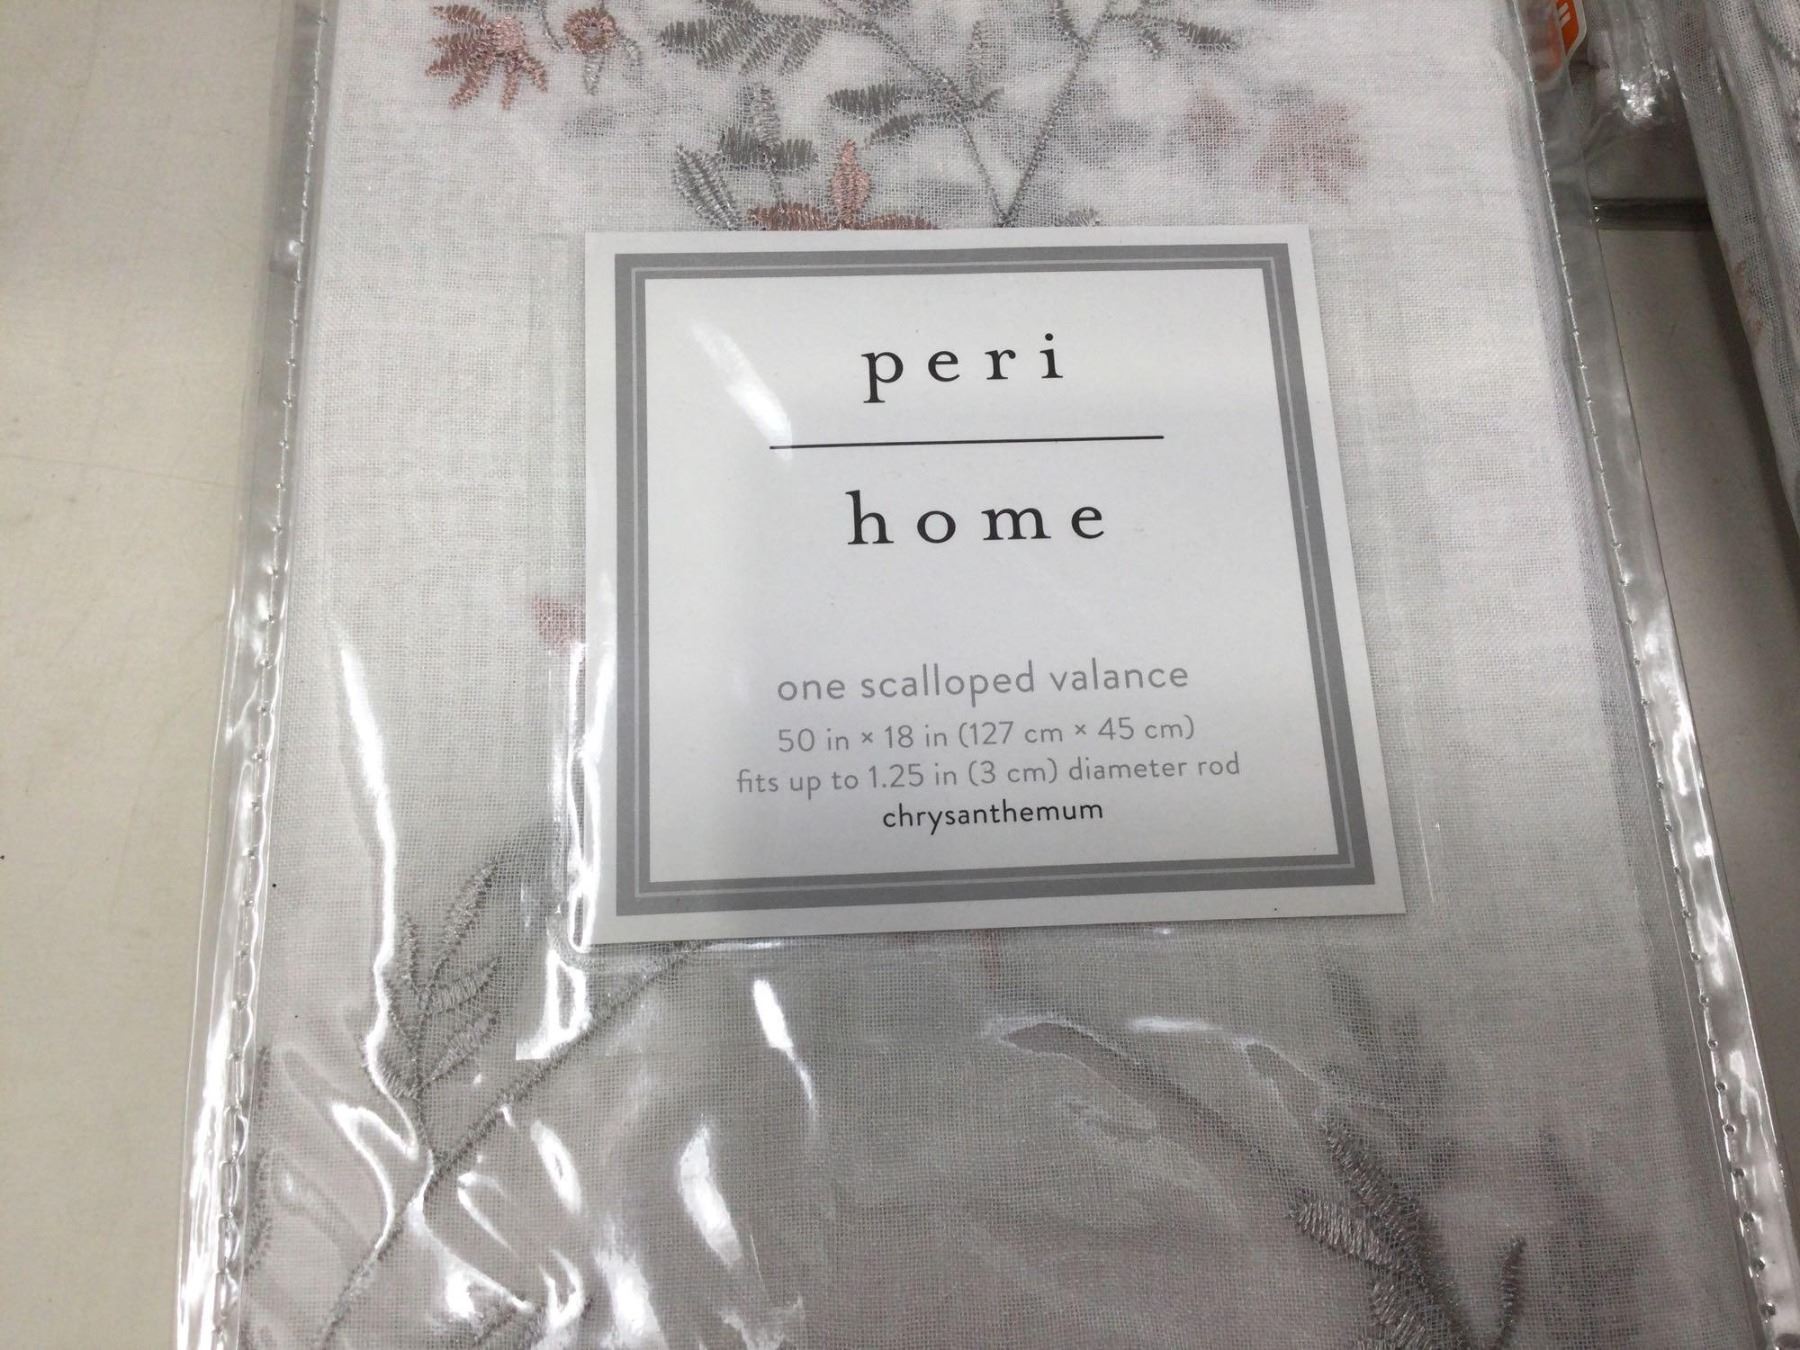 peri
home
one scalloped valance
50 in × 18 in (127 cm × 45 cm)
fits up to 1.25 in (3 cm) diameter rod
chrysanthemum